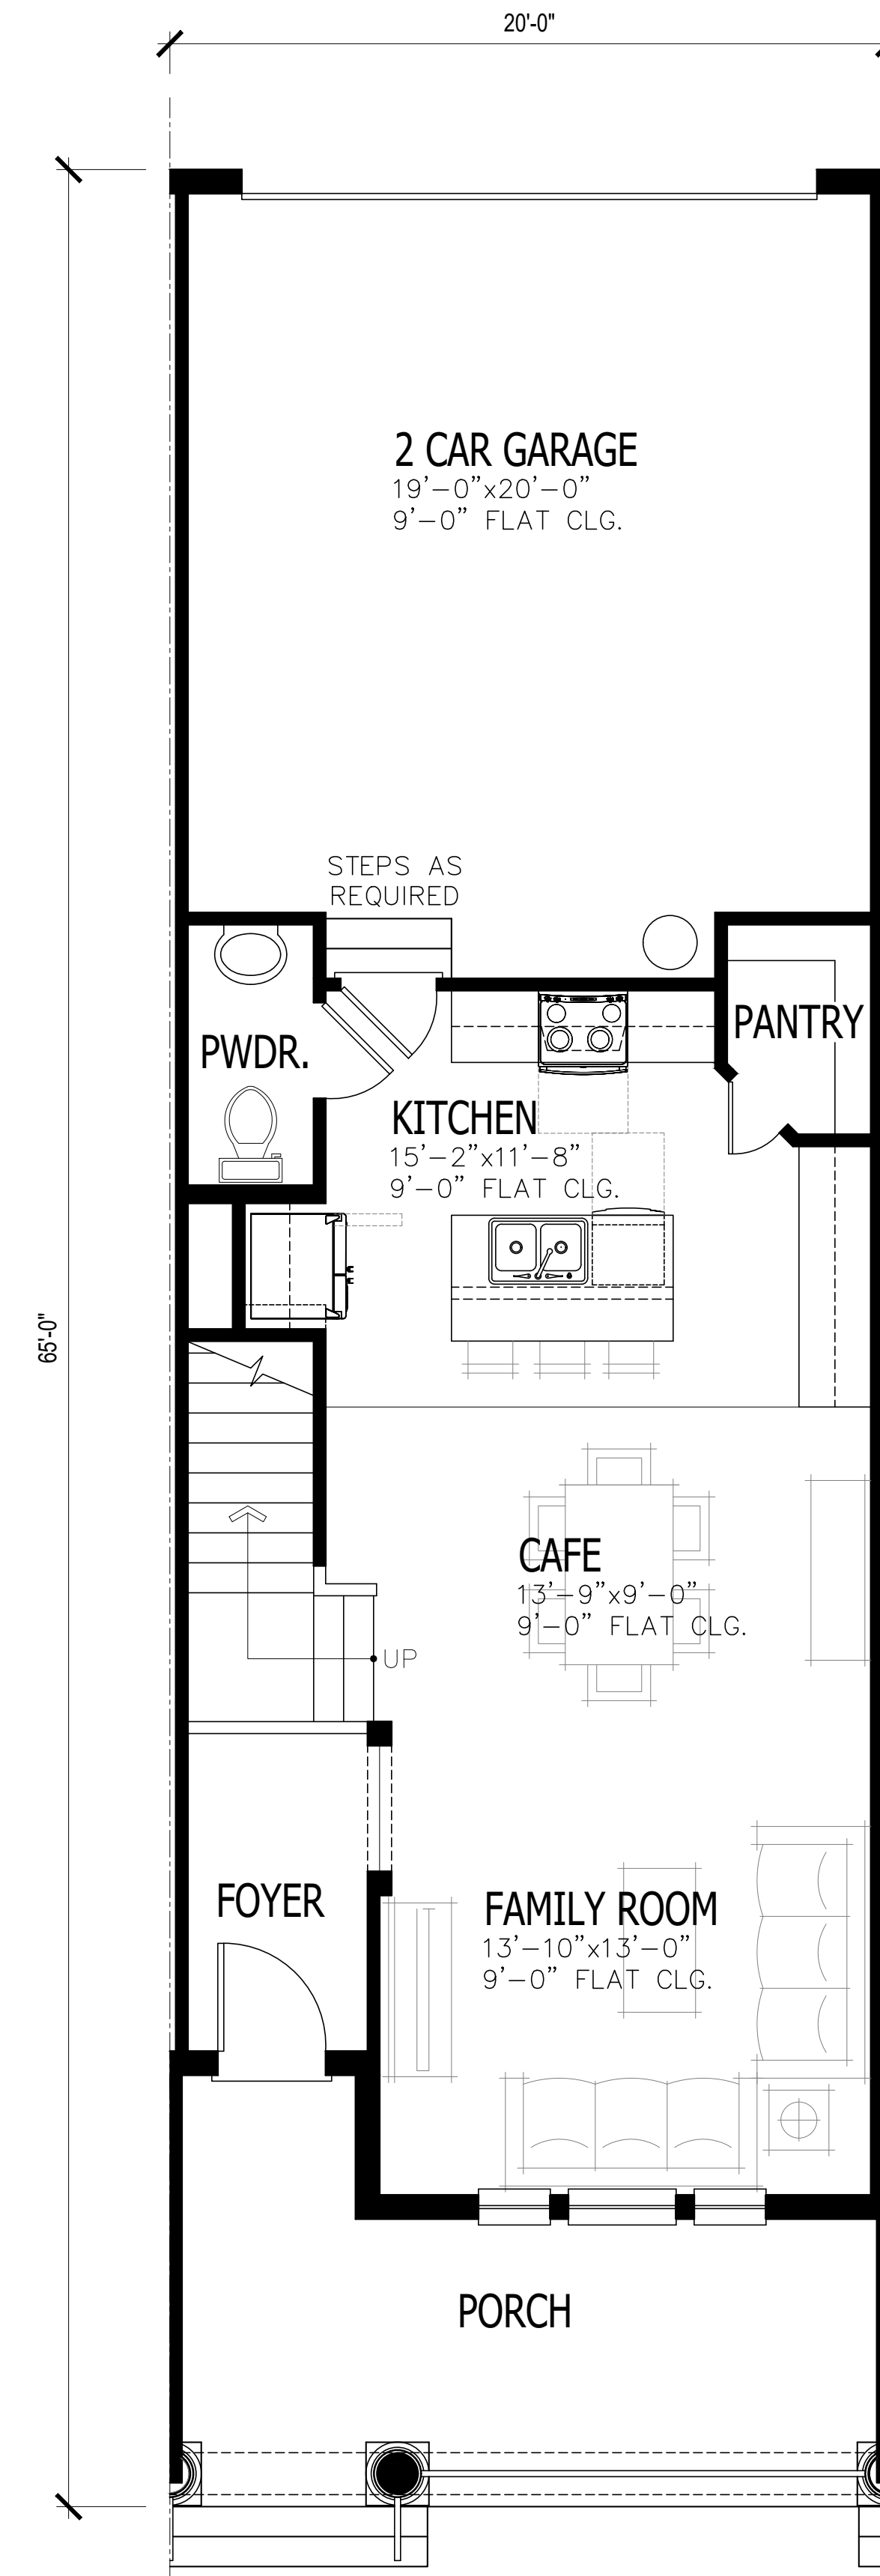 20'-0"
2 CAR GARAGE
19'-0"x20'-0"
9'-0" FLAT CLG.
STEPS AS
REQUIRED
PWDR.
PANTRY
KITCHEN
15'-2"x11'-8"
9'-0" FLAT CLG.
65'-0"
CAFE
13'-9"x9'-0"
9'-0" FLAT CLG.
UP
FOYER
FAMILY ROOM
13'-10"x13'-0"
9'-0" FLAT CLG.
PORCH